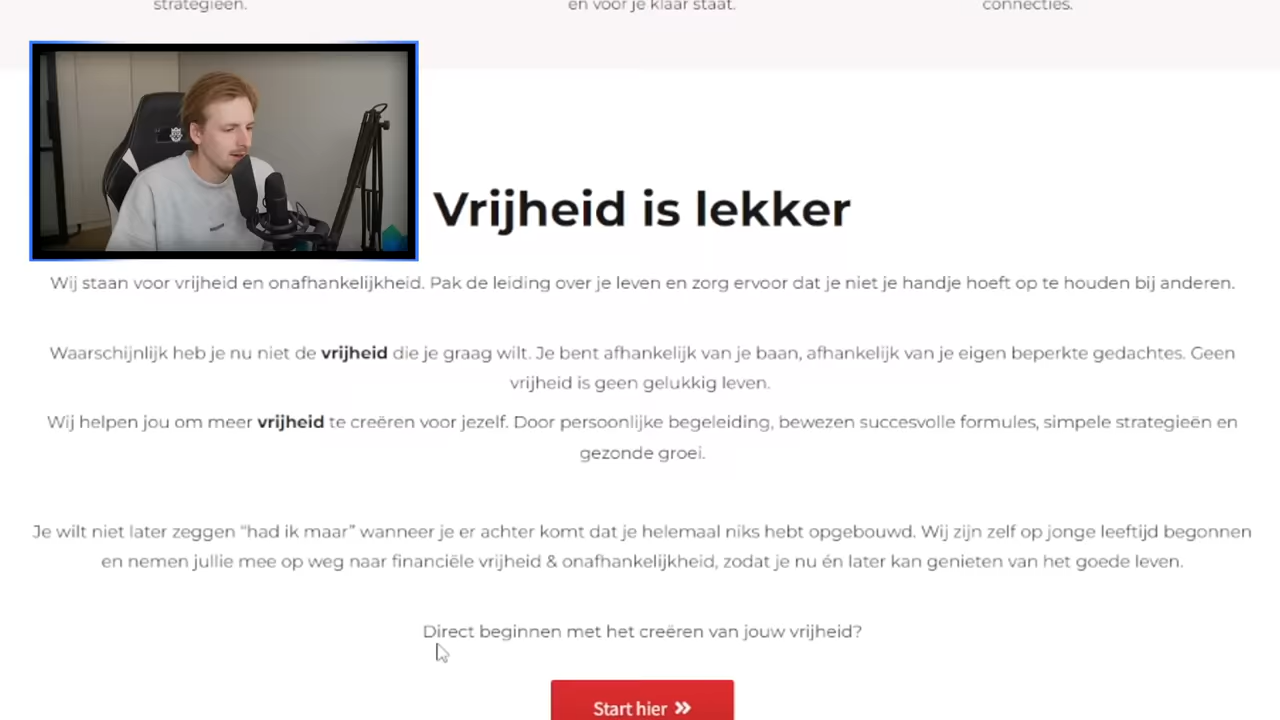 strategieën.
en voor je klaar staat.
connecties.
Vrijheid is lekker
Wij staan voor vrijheid en onafhankelijkheid. Pak de leiding over je leven en zorg ervoor dat je niet je handje hoeft op te houden bij anderen.
Waarschijnlijk heb je nu niet de vrijheid die je graag wilt. Je bent afhankelijk van je baan, afhankelijk van je eigen beperkte gedachtes. Geen
vrijheid is geen gelukkig leven.
Wij helpen jou om meer vrijheid te creëren voor jezelf. Door persoonlijke begeleiding, bewezen succesvolle formules, simpele strategieën en
gezonde groei.
Je wilt niet later zeggen “had ik maar” wanneer je er achter komt dat je helemaal niks hebt opgebouwd. Wij zijn zelf op jonge leeftijd begonnen
en nemen jullie mee op weg naar financiële vrijheid & onafhankelijkheid, zodat je nu én later kan genieten van het goede leven.
Direct beginnen met het creëren van jouw vrijheid?
Start hier »